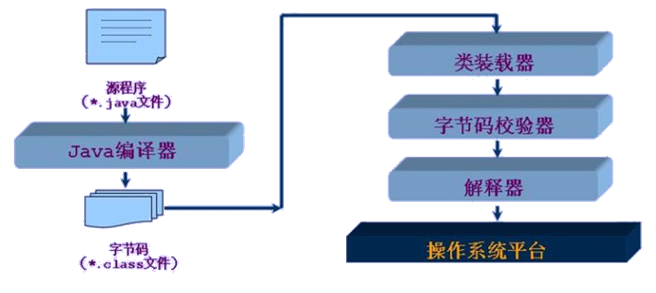 源程序
(*.java文件)
Java编译器
字节码
(*.class文件)
类装载器
字节码校验器
解释器
操作系统平台